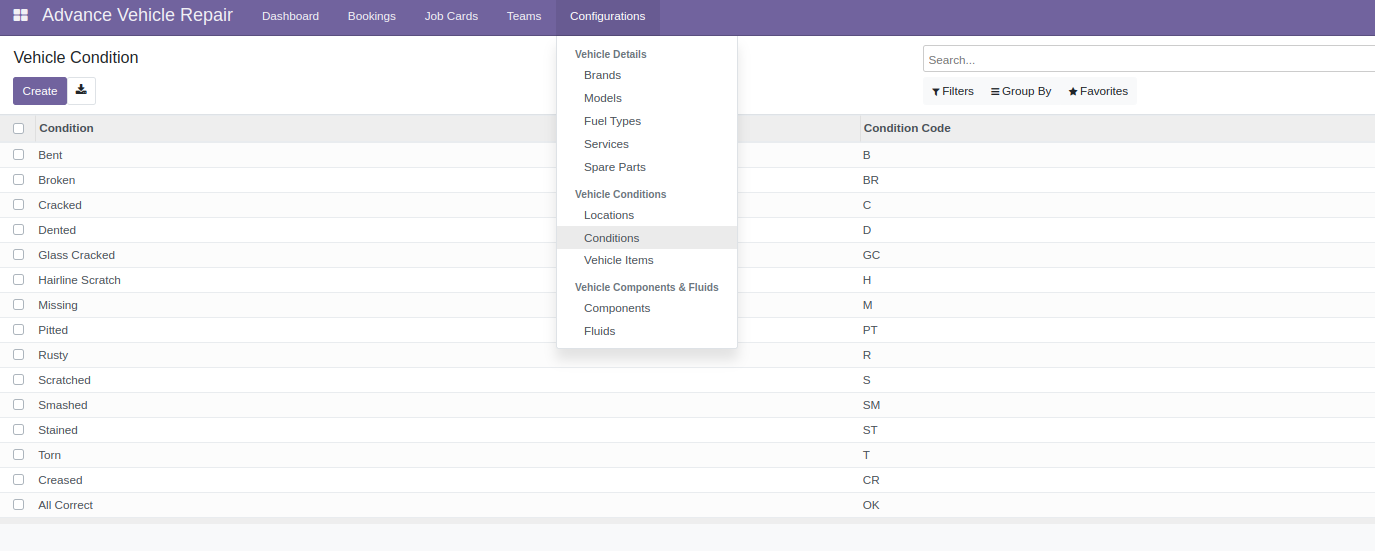 Advance Vehicle Repair Dashboard Bookings Job Cards Teams Configurations
Vehicle Condition
Create
Search...
Filters Group By Favorites
Vehicle Details
Brands
Models
Fuel Types
Services
Spare Parts
Vehicle Conditions
Locations
Conditions
Vehicle Items
Vehicle Components & Fluids
Components
Fluids
Condition Condition Code
Bent B
Broken BR
Cracked C
Dented D
Glass Cracked GC
Hairline Scratch H
Missing M
Pitted PT
Rusty R
Scratched S
Smashed SM
Stained ST
Torn T
Creased CR
All Correct OK